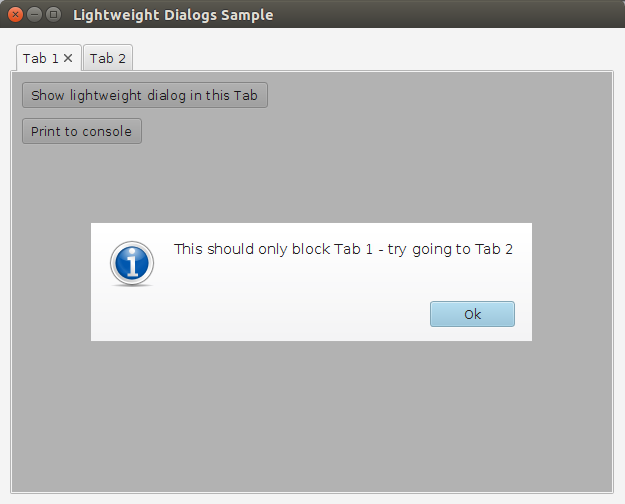 Lightweight Dialogs Sample
Tab 1 Tab 2
Show lightweight dialog in this Tab
Print to console
This should only block Tab 1 - try going to Tab 2
Ok